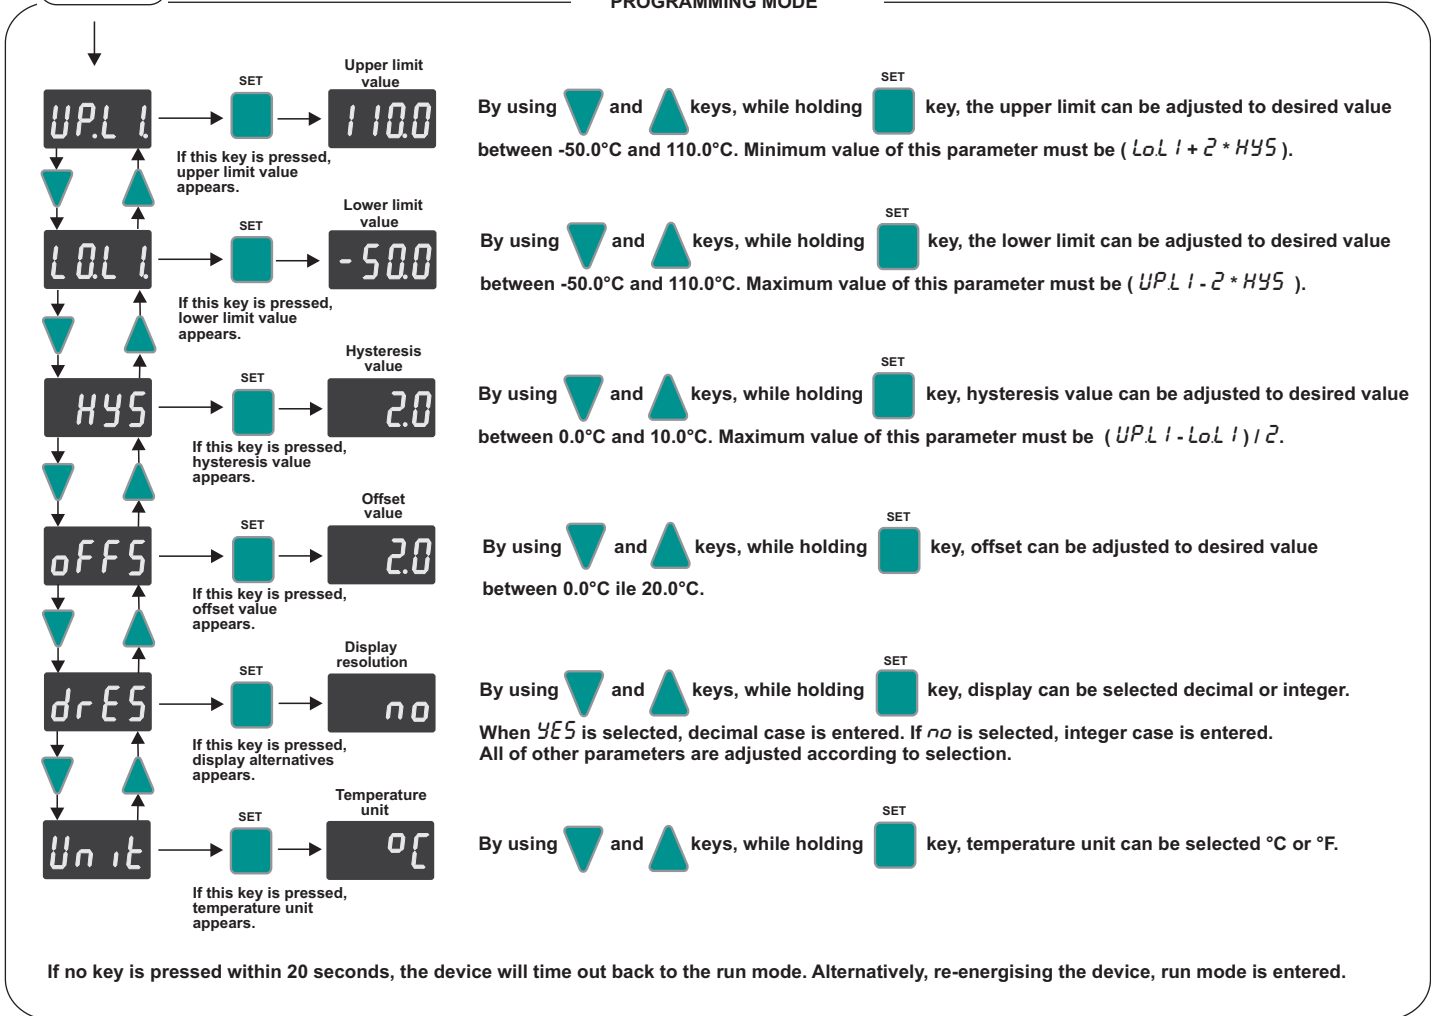 PROGRAMMING MODE
UP.L1.
SET
If this key is pressed,
upper limit value
appears.
Upper limit
value
110.0
By using and keys, while holding SET key, the upper limit can be adjusted to desired value
between -50.0°C and 110.0°C. Minimum value of this parameter must be ( Lo.L 1 + 2 * HYS ).
L0.L1.
SET
If this key is pressed,
lower limit value
appears.
Lower limit
value
-50.0
By using and keys, while holding SET key, the lower limit can be adjusted to desired value
between -50.0°C and 110.0°C. Maximum value of this parameter must be ( UP.L 1 - 2 * HYS ).
HYS
SET
If this key is pressed,
hysteresis value
appears.
Hysteresis
value
2.0
By using and keys, while holding SET key, hysteresis value can be adjusted to desired value
between 0.0°C and 10.0°C. Maximum value of this parameter must be ( UP.L 1 - Lo.L 1 ) / 2.
oFFS
SET
If this key is pressed,
offset value
appears.
Offset
value
2.0
By using and keys, while holding SET key, offset can be adjusted to desired value
between 0.0°C ile 20.0°C.
drES
SET
If this key is pressed,
display alternatives
appears.
Display
resolution
no
By using and keys, while holding SET key, display can be selected decimal or integer.
When YES is selected, decimal case is entered. If no is selected, integer case is entered.
All of other parameters are adjusted according to selection.
Unit
SET
If this key is pressed,
temperature unit
appears.
Temperature
unit
°C
By using and keys, while holding SET key, temperature unit can be selected °C or °F.
If no key is pressed within 20 seconds, the device will time out back to the run mode. Alternatively, re-energising the device, run mode is entered.